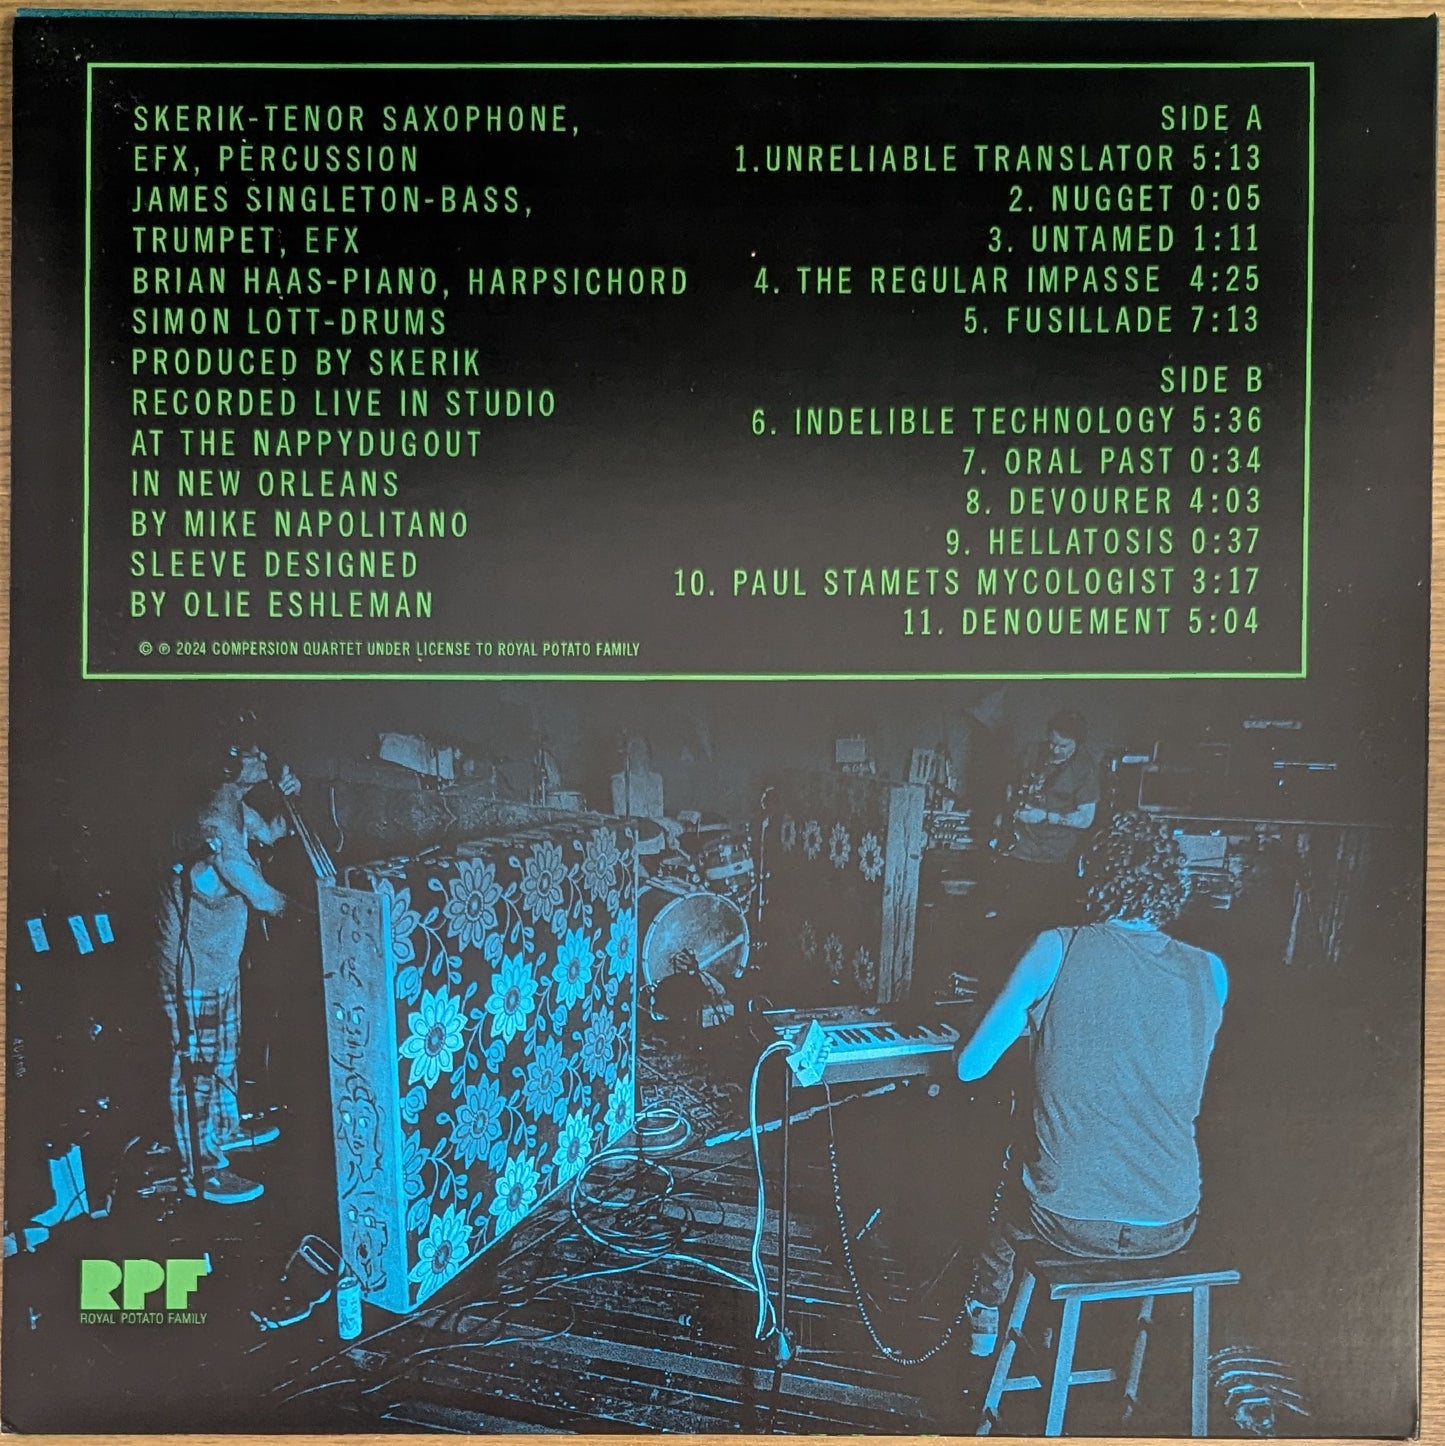 SKERIK-TENOR SAXOPHONE,
EFX, PERCUSSION
JAMES SINGLETON-BASS,
TRUMPET, EFX
BRIAN HAAS-PIANO, HARPSICHORD
SIMON LOTT-DRUMS
PRODUCED BY SKERIK
RECORDED LIVE IN STUDIO
AT THE NAPPYDUGOUT
IN NEW ORLEANS
BY MIKE NAPOLITANO
SLEEVE DESIGNED
BY OLIE ESHLEMAN
© ℗ 2024 COMPERSION QUARTET UNDER LICENSE TO ROYAL POTATO FAMILY
SIDE A
1.UNRELIABLE TRANSLATOR 5:13
2. NUGGET 0:05
3. UNTAMED 1:11
4. THE REGULAR IMPASSE 4:25
5. FUSILLADE 7:13
SIDE B
6. INDELIBLE TECHNOLOGY 5:36
7. ORAL PAST 0:34
8. DEVOURER 4:03
9. HELLATOSIS 0:37
10. PAUL STAMETS MYCOLOGIST 3:17
11. DENOUEMENT 5:04
RPF
ROYAL POTATO FAMILY